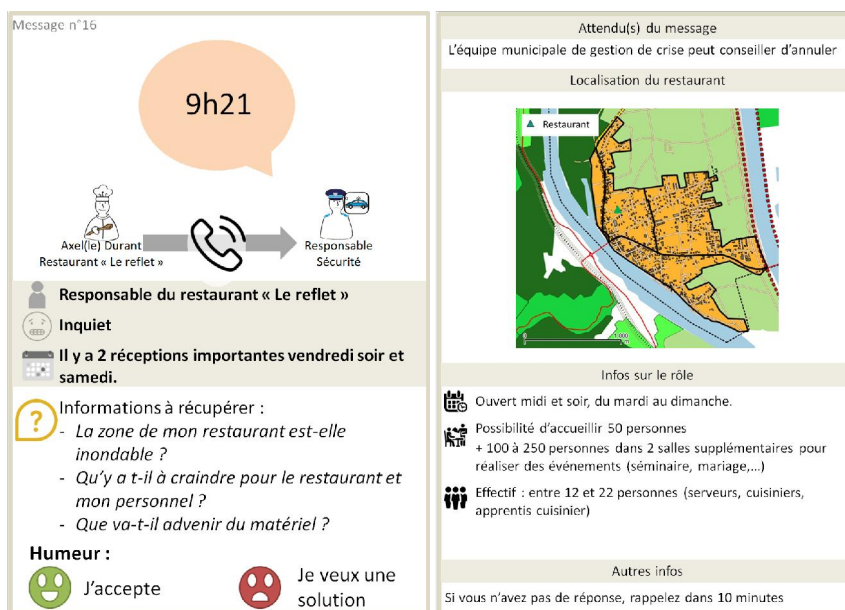 Message n°16
9h21
Axel(le) Durant
Restaurant « Le reflet »
Responsable
Sécurité
Responsable du restaurant « Le reflet »
Inquiet
Il y a 2 réceptions importantes vendredi soir et
samedi.
?
Informations à récupérer :
- La zone de mon restaurant est-elle
inondable ?
- Qu'y a t-il à craindre pour le restaurant et
mon personnel ?
- Que va-t-il advenir du matériel ?
Humeur :
J'accepte
Je veux une
solution
Attendu(s) du message
L'équipe municipale de gestion de crise peut conseiller d'annuler
Localisation du restaurant
Restaurant
Infos sur le rôle
Ouvert midi et soir, du mardi au dimanche.
Possibilité d'accueillir 50 personnes
+ 100 à 250 personnes dans 2 salles supplémentaires pour
réaliser des événements (séminaire, mariage,...)
Effectif : entre 12 et 22 personnes (serveurs, cuisiniers,
apprentis cuisinier)
Autres infos
Si vous n'avez pas de réponse, rappelez dans 10 minutes